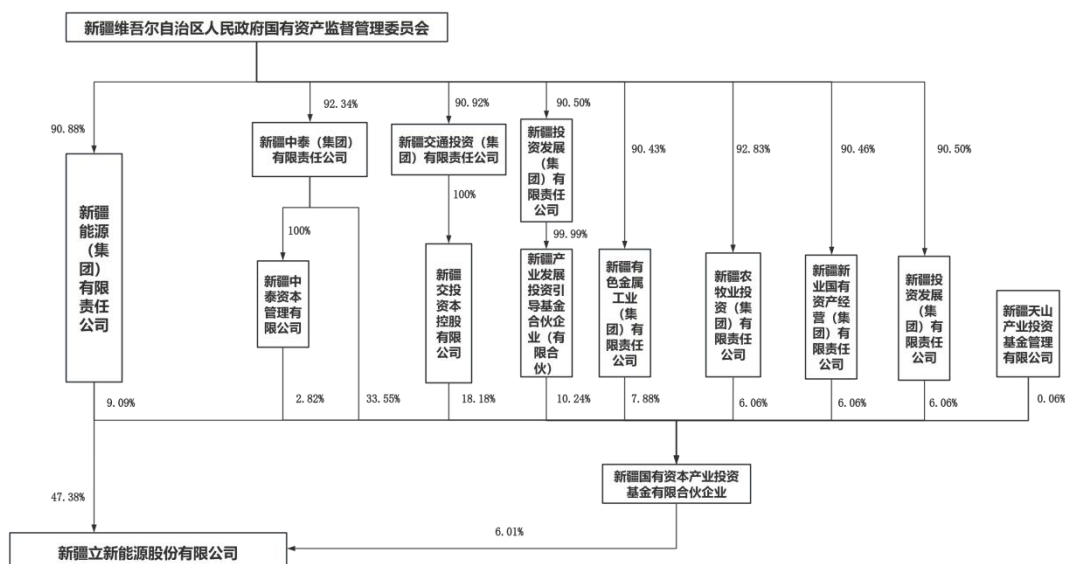 新疆维吾尔自治区人民政府国有资产监督管理委员会
90.88%
92.34%
90.92%
90.50%
90.43%
92.83%
90.46%
90.50%
新疆中泰（集团）
有限责任公司
新疆交通投资（集
团）有限责任公司
新疆投
资发展
（集
团）有
限责任
公司
100%
100%
99.99%
新疆
能源
（集
团）
有限
责任
公司
新疆中
泰资本
管理有
限公司
新疆
交投
资本
控股
有限
公司
新疆产
业发展
投资引
导基金
合伙企
业（有
限合
伙）
新疆有
色金属
工业
（集
团）有
限责任
公司
新疆农
牧业投
资（集
团）有
限责任
公司
新疆新
业国有
资产经
营（集
团）有
限责任
公司
新疆投
资发展
（集
团）有
限责任
公司
新疆天山
产业投资
基金管理
有限公司
9.09%
2.82%
33.55%
18.18%
10.24%
7.88%
6.06%
6.06%
6.06%
0.06%
新疆国有资本产业投资
基金有限合伙企业
47.38%
6.01%
新疆立新能源股份有限公司